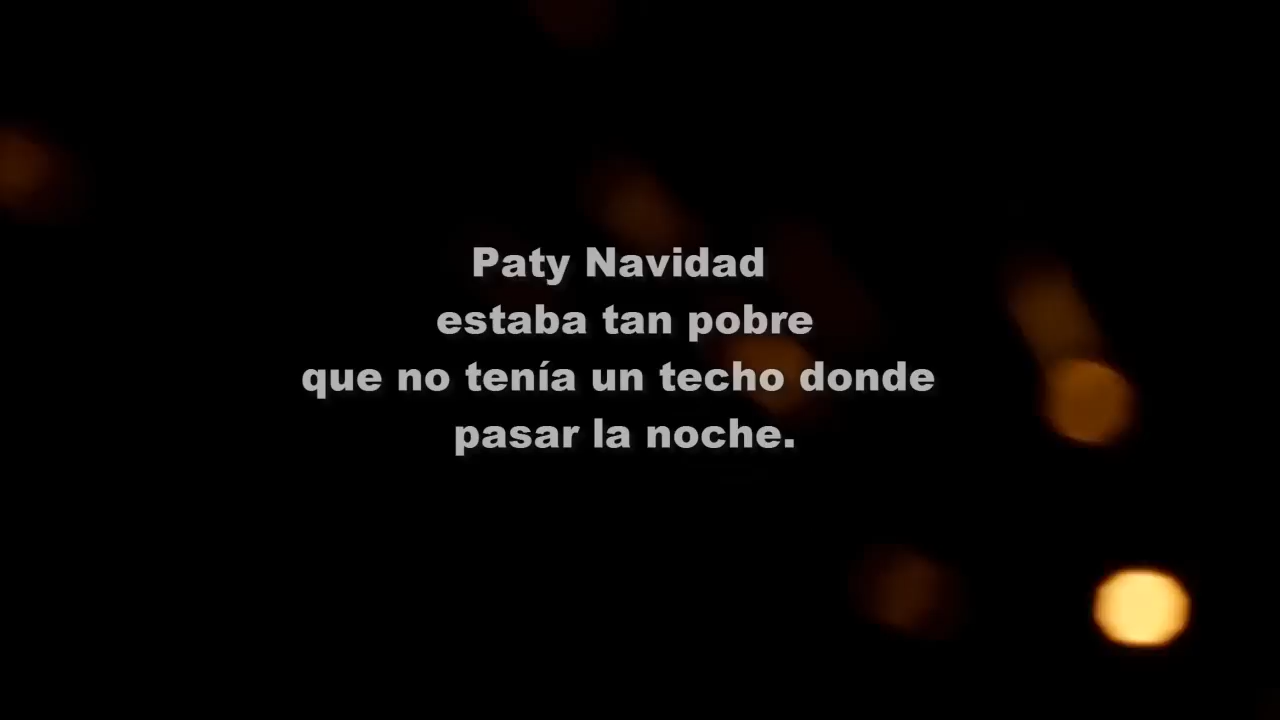 Paty Navidad
estaba tan pobre
que no tenía un techo donde
pasar la noche.